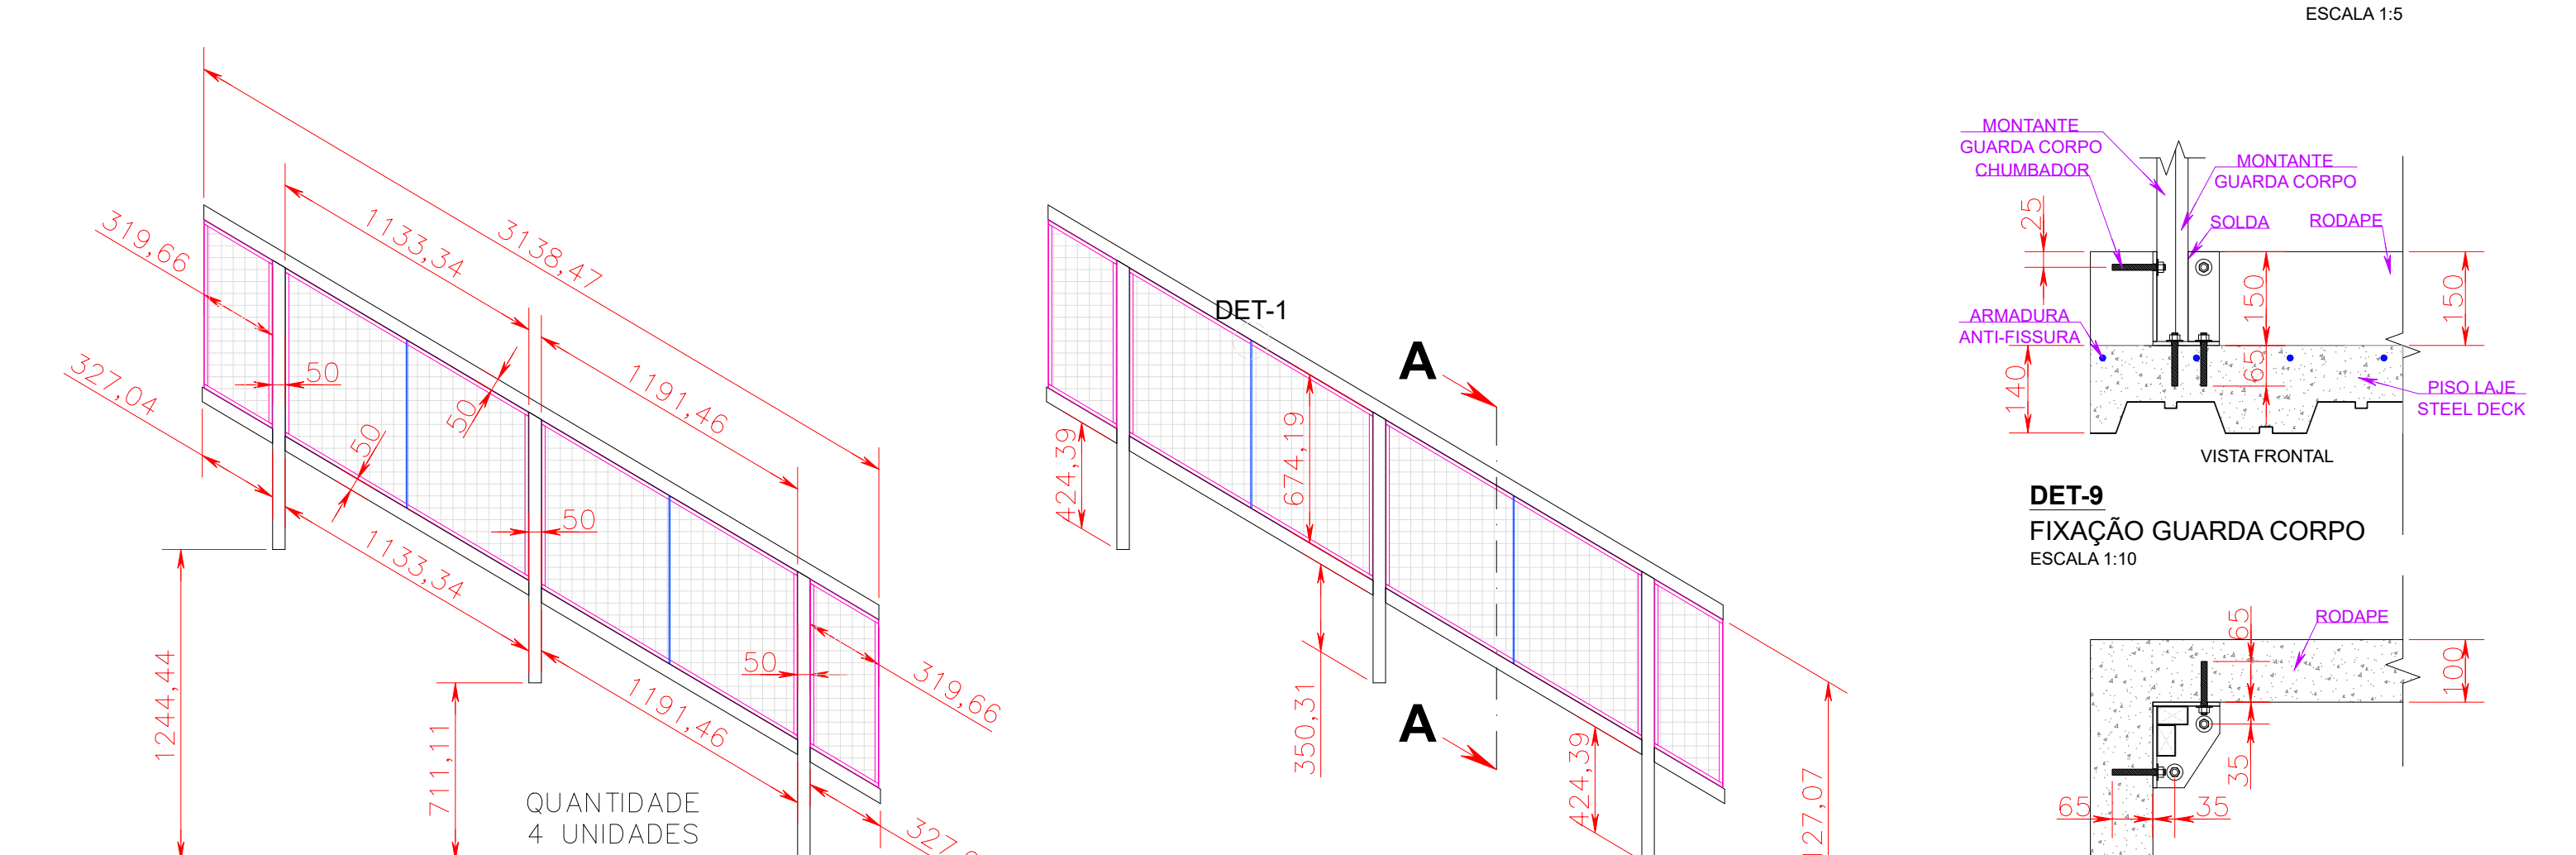 ESCALA 1:5
3138,47
1133,34
319,66
1191,46
50
50
327,04
50
50
1133,34
1244,44
50
319,66
1191,46
711,11
QUANTIDADE
4 UNIDADES
DET-1
A
674,19
424,39
350,31
A
424,39
MONTANTE
GUARDA CORPO
CHUMBADOR
MONTANTE
GUARDA CORPO
25
SOLDA
RODAPE
150
150
ARMADURA
ANTI-FISSURA
65
140
PISO LAJE
STEEL DECK
VISTA FRONTAL
DET-9
FIXAÇÃO GUARDA CORPO
ESCALA 1:10
65
RODAPE
100
35
65
35